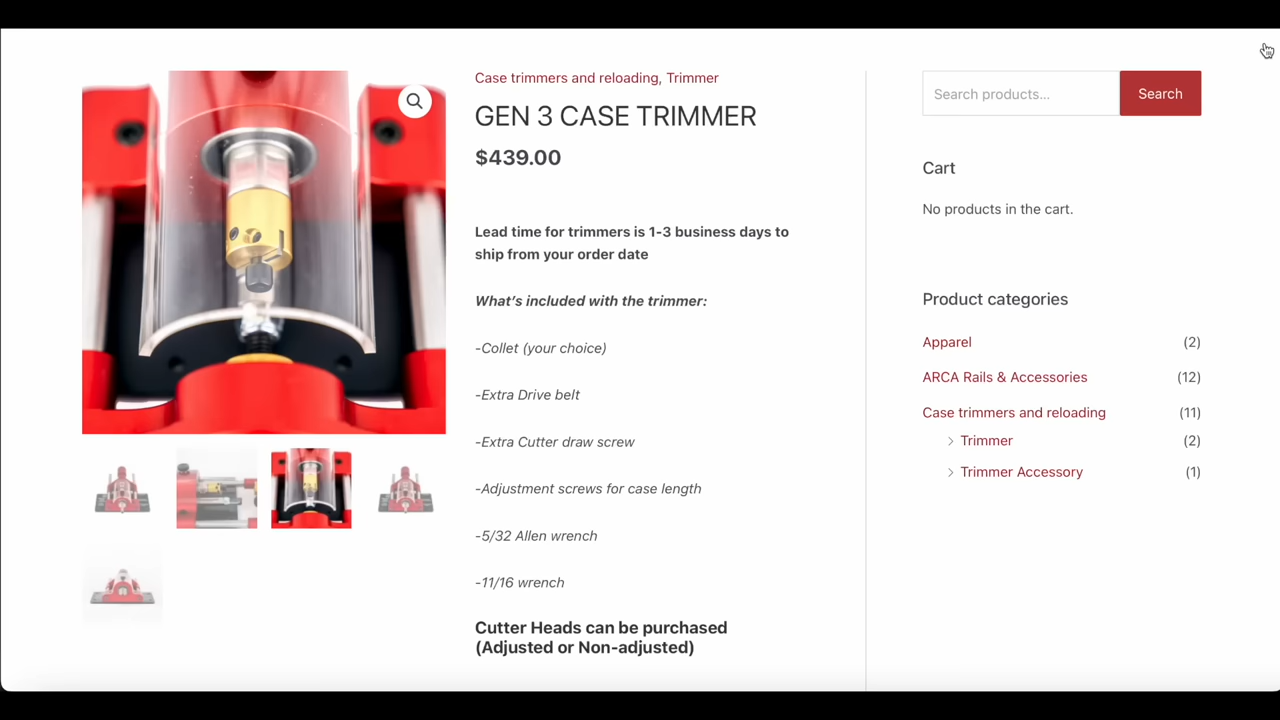 Case trimmers and reloading, Trimmer
GEN 3 CASE TRIMMER
$439.00
Lead time for trimmers is 1-3 business days to
ship from your order date
What's included with the trimmer:
-Collet (your choice)
-Extra Drive belt
-Extra Cutter draw screw
-Adjustment screws for case length
-5/32 Allen wrench
-11/16 wrench
Cutter Heads can be purchased
(Adjusted or Non-adjusted)
Search products...
Search
Cart
No products in the cart.
Product categories
Apparel (2)
ARCA Rails & Accessories (12)
Case trimmers and reloading (11)
Trimmer (2)
Trimmer Accessory (1)